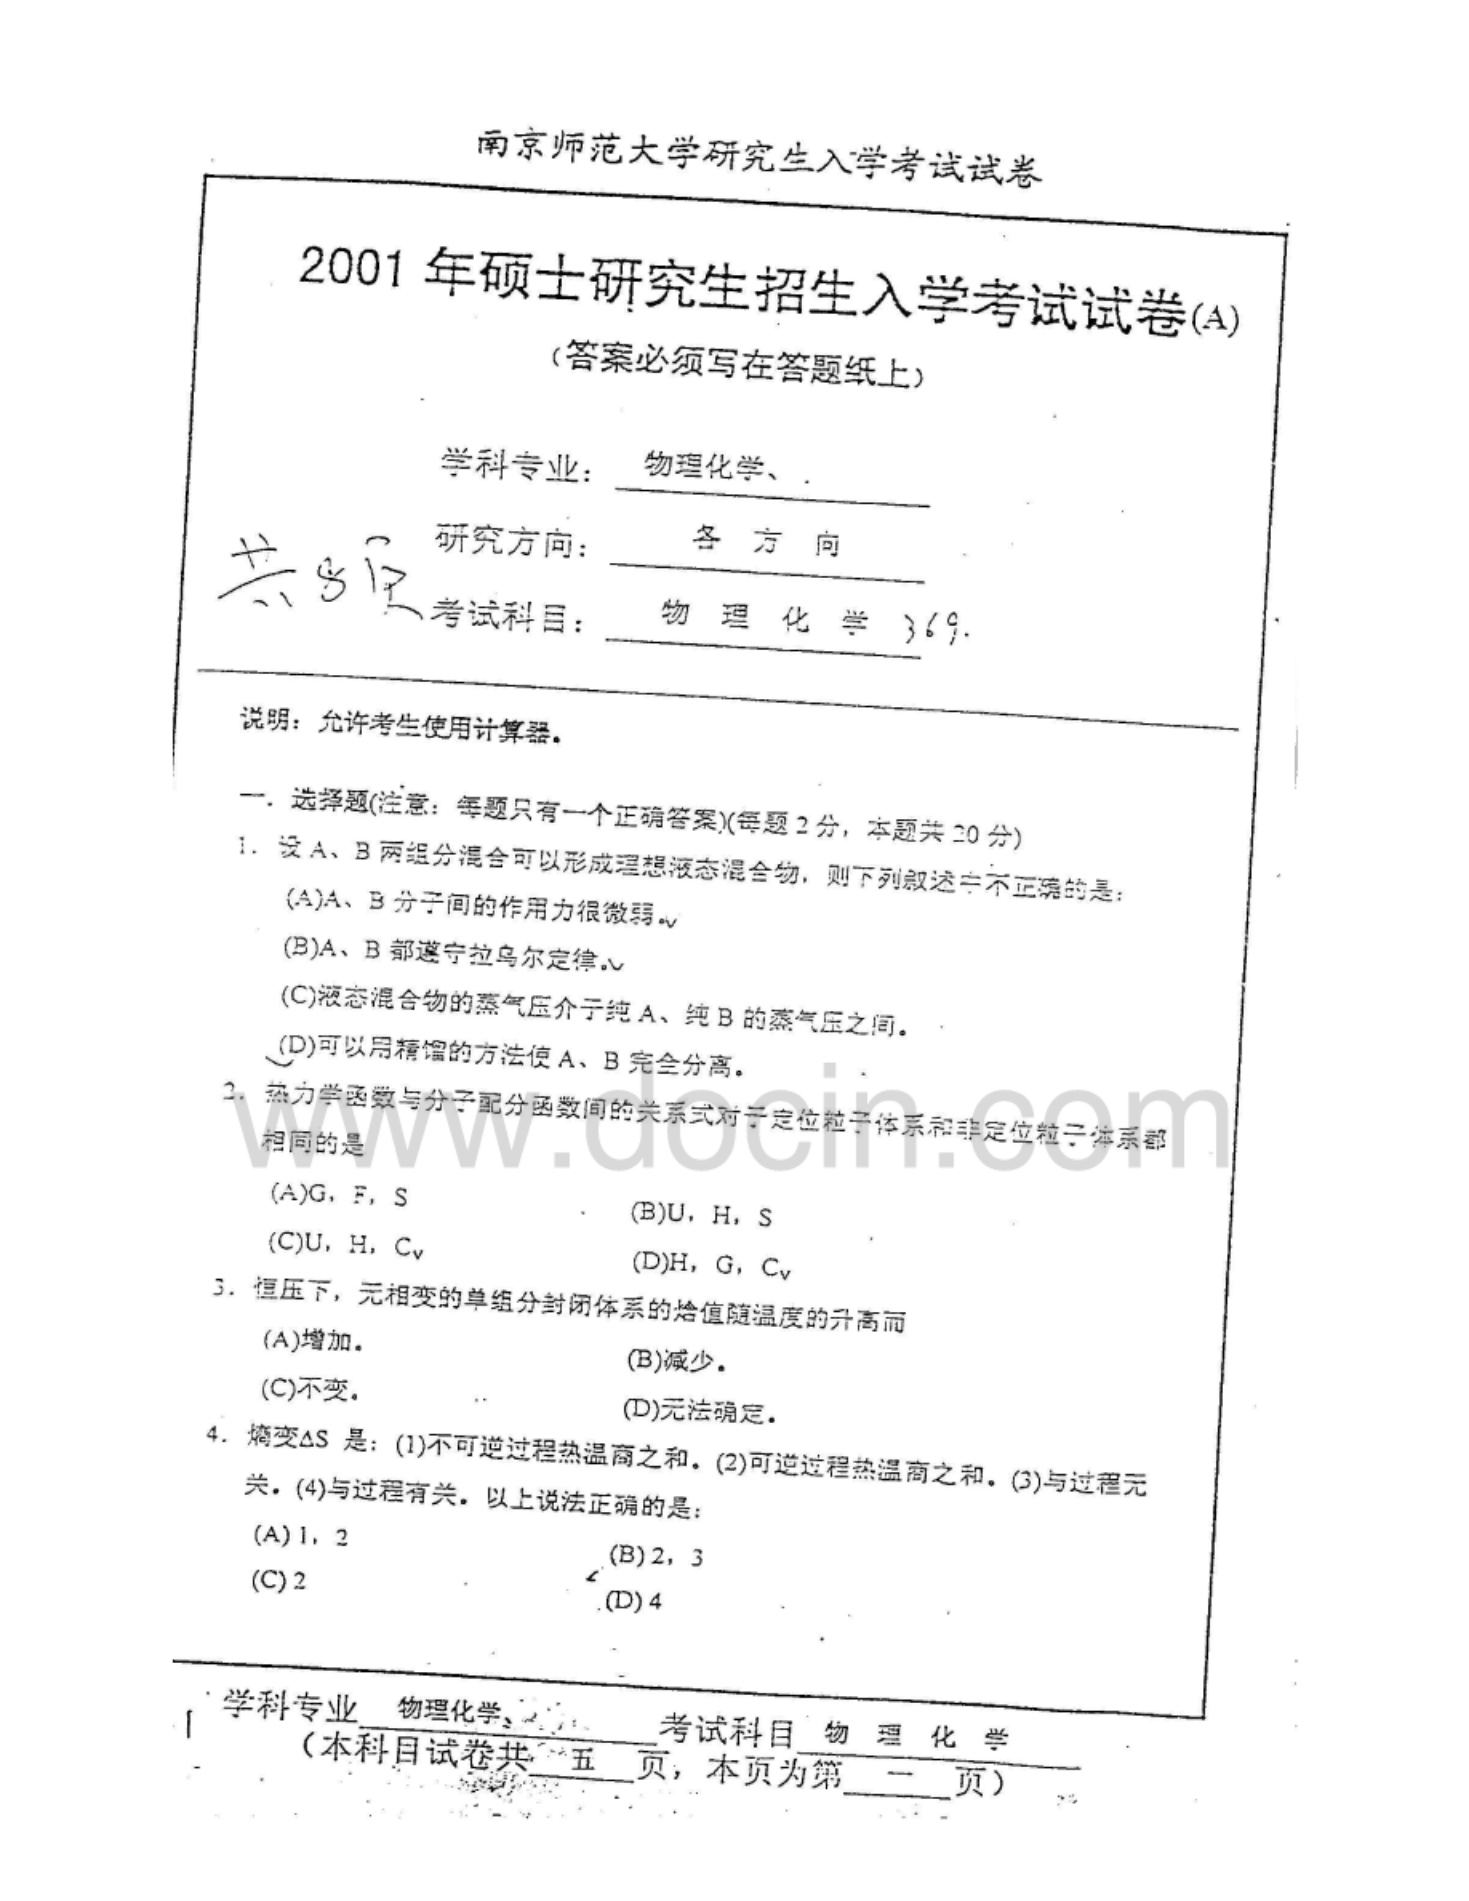 南京师范大学研究生入学考试试卷
2001 年硕士研究生招生入学考试试卷(A)
（答案必须写在答题纸上）
学科专业: 物理化学、
研究方向: 各 方 向
共5页
考试科目: 物 理 化 学 369.
说明: 允许考生使用计算器。
一. 选择题(注意: 每题只有一个正确答案)(每题 2 分, 本题共 20 分)
1. 设 A、B 两组分混合可以形成理想液态混合物, 则下列叙述中不正确的是:
(A)A、B 分子间的作用力很微弱。
(B)A、B 都遵守拉乌尔定律。
(C)液态混合物的蒸气压介于纯 A、纯 B 的蒸气压之间。
(D)可以用精馏的方法使 A、B 完全分离。
2. 热力学函数与分子配分函数间的关系式对于定位粒子体系和非定位粒子体系都
相同的是
www.docin.com
(A)G, F, S (B)U, H, S
(C)U, H, Cv (D)H, G, Cv
3. 恒压下, 无相变的单组分封闭体系的焓值随温度的升高而
(A)增加。 (B)减少。
(C)不变。 (D)无法确定。
4. 熵变ΔS 是: (1)不可逆过程热温商之和。(2)可逆过程热温商之和。(3)与过程无
关。(4)与过程有关。以上说法正确的是:
(A) 1, 2 (B) 2, 3
(C) 2 (D) 4
学科专业 物理化学、 考试科目 物 理 化 学
（本科目试卷共 五 页, 本页为第 一 页）